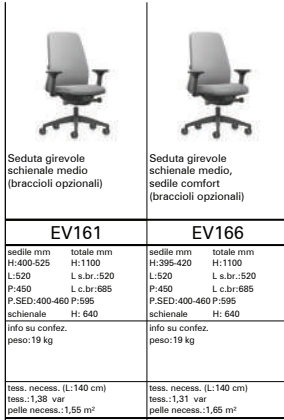 Seduta girevole
schienale medio
(braccioli opzionali)
EV161
sedile mm totale mm
H:400-525 H:1100
L:520 L s.br.:520
P:450 L c.br:685
P.SED:400-460 P:595
schienale H: 640
info su confez.
peso:19 kg
tess. necess. (L:140 cm)
tess.:1,38 var
pelle necess.:1,55 m²
Seduta girevole
schienale medio,
sedile comfort
(braccioli opzionali)
EV166
sedile mm totale mm
H:395-420 H:1100
L:520 L s.br.:520
P:450 L c.br:685
P.SED:400-460 P:595
schienale H: 640
info su confez.
peso:19 kg
tess. necess. (L:140 cm)
tess.:1,31 var
pelle necess.:1,65 m²